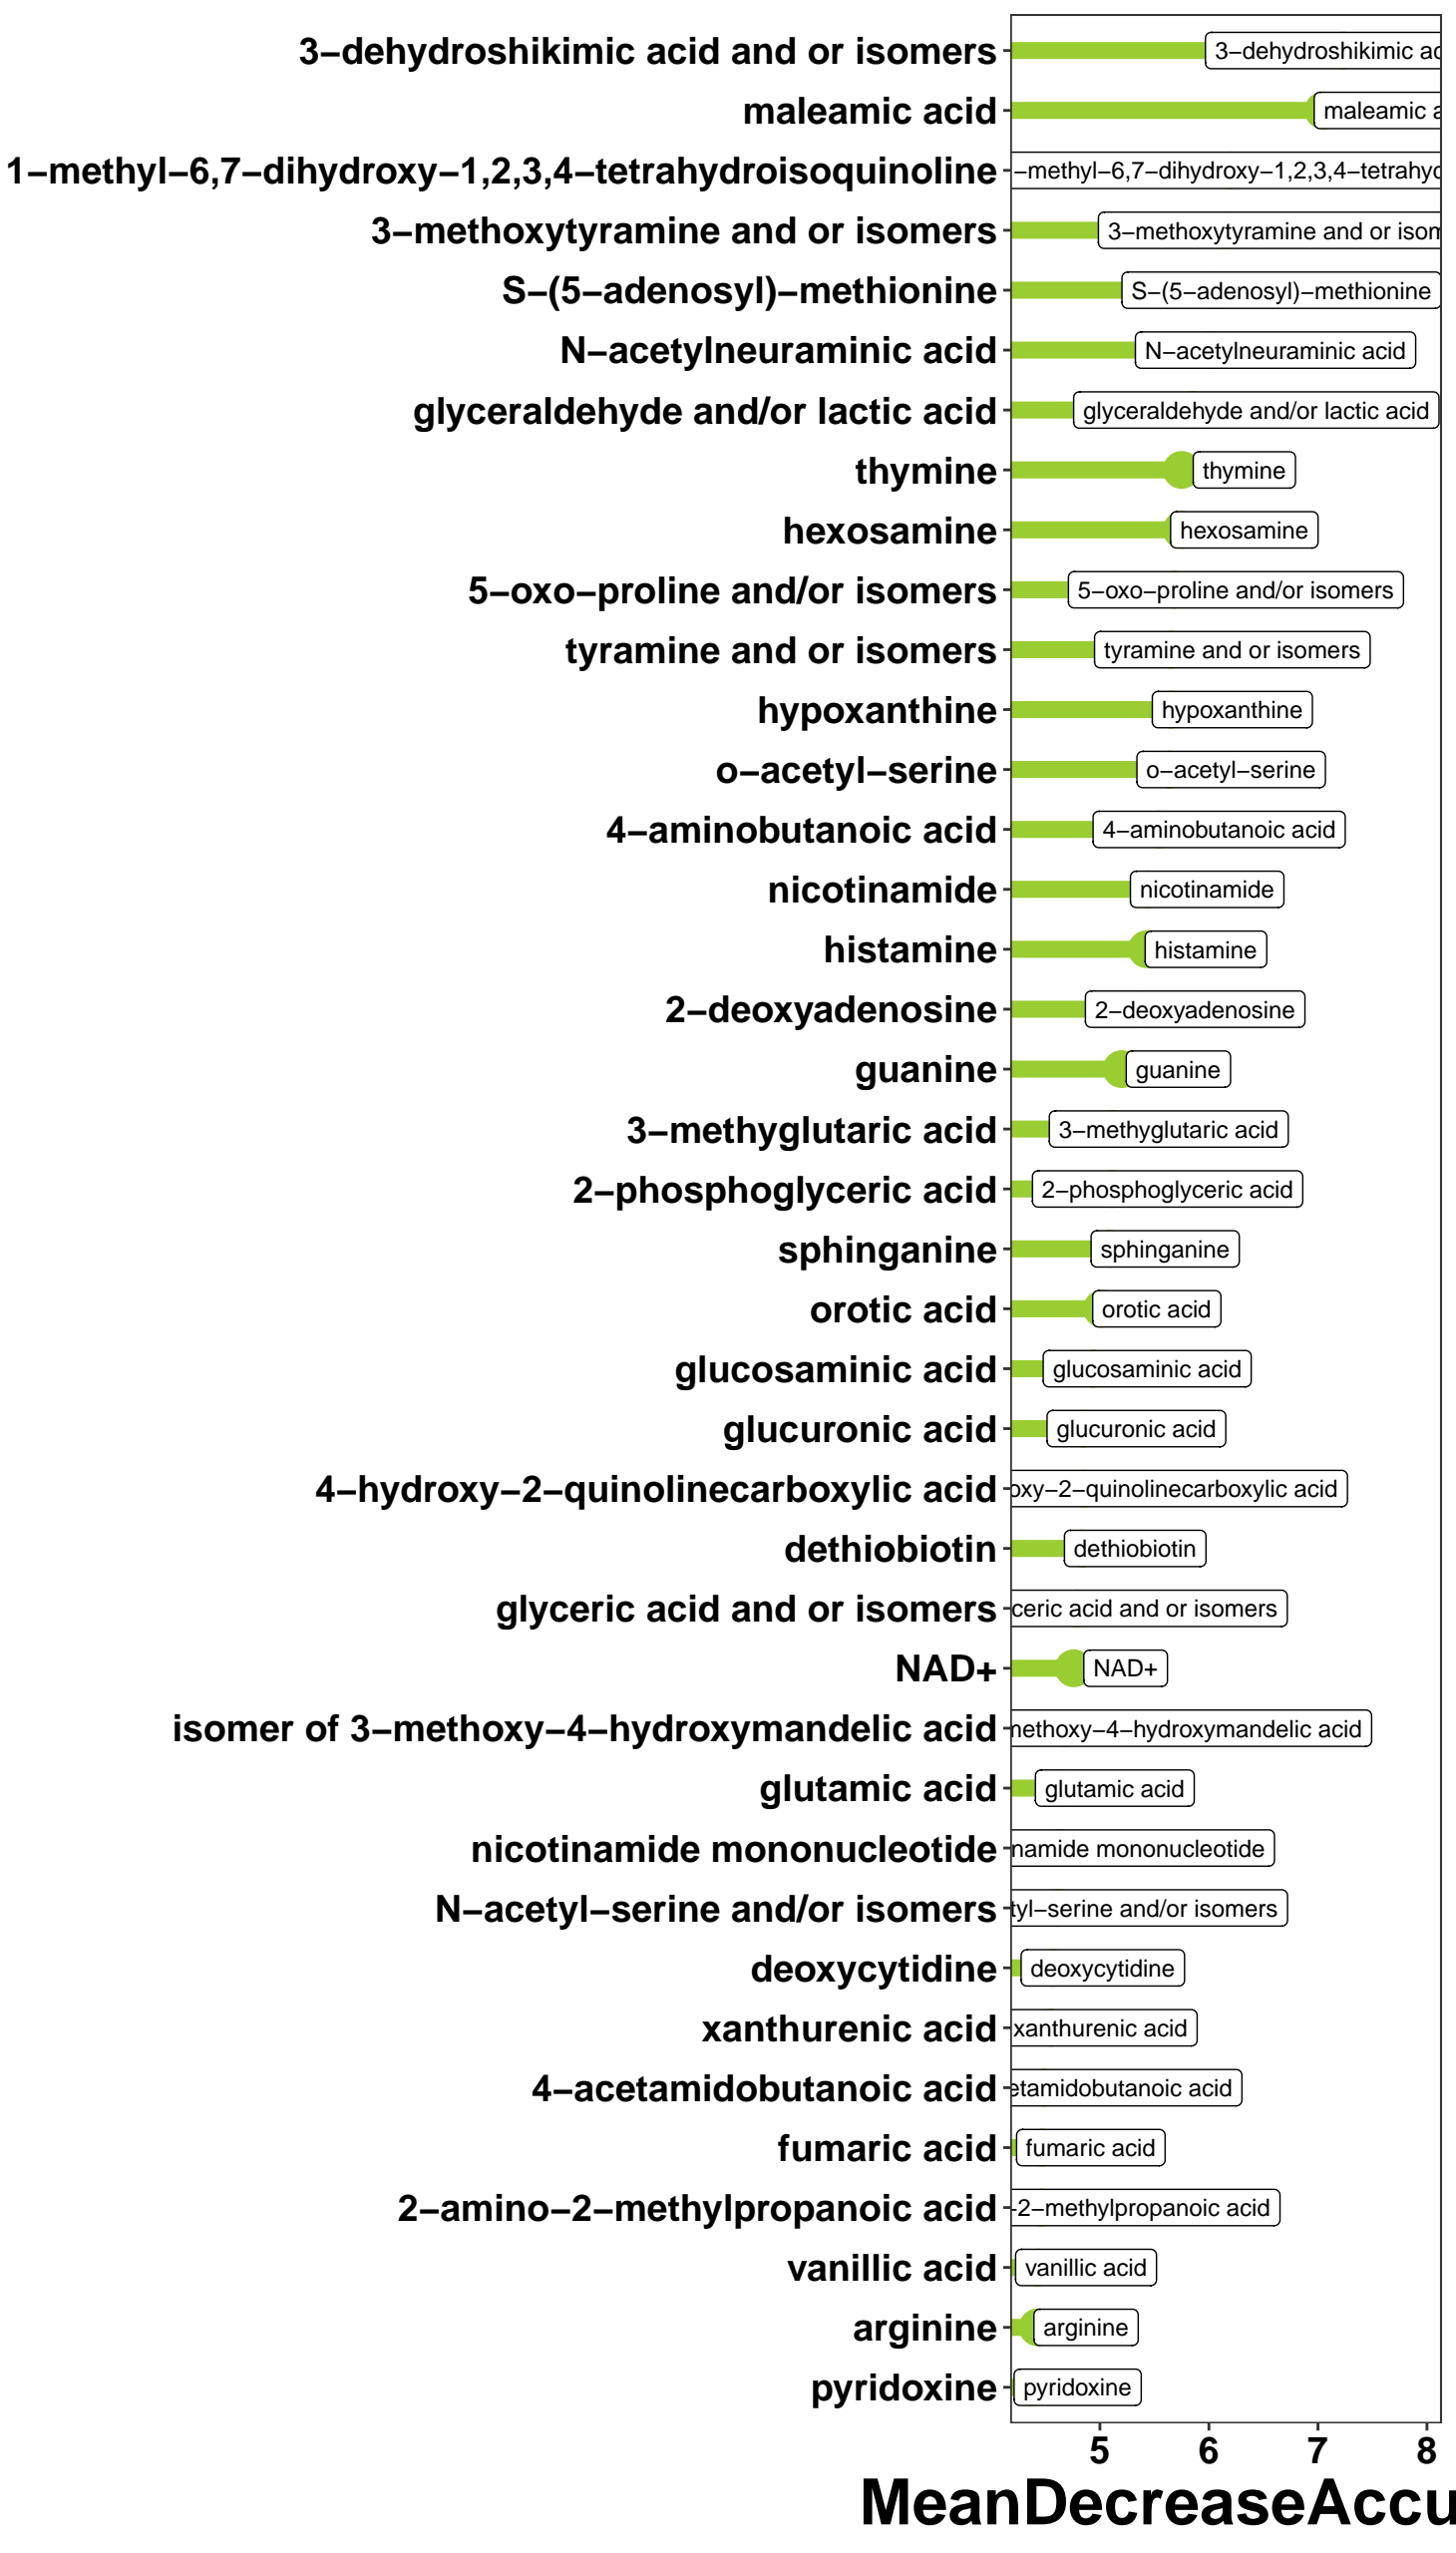 3−dehydroshikimic acid and or isomers 3−dehydroshikimic ac
maleamic acid maleamic a
1−methyl−6,7−dihydroxy−1,2,3,4−tetrahydroisoquinoline −methyl−6,7−dihydroxy−1,2,3,4−tetrahyd
3−methoxytyramine and or isomers 3−methoxytyramine and or isom
S−(5−adenosyl)−methionine S−(5−adenosyl)−methionine
N−acetylneuraminic acid N−acetylneuraminic acid
glyceraldehyde and/or lactic acid glyceraldehyde and/or lactic acid
thymine thymine
hexosamine hexosamine
5−oxo−proline and/or isomers 5−oxo−proline and/or isomers
tyramine and or isomers tyramine and or isomers
hypoxanthine hypoxanthine
o−acetyl−serine o−acetyl−serine
4−aminobutanoic acid 4−aminobutanoic acid
nicotinamide nicotinamide
histamine histamine
2−deoxyadenosine 2−deoxyadenosine
guanine guanine
3−methyglutaric acid 3−methyglutaric acid
2−phosphoglyceric acid 2−phosphoglyceric acid
sphinganine sphinganine
orotic acid orotic acid
glucosaminic acid glucosaminic acid
glucuronic acid glucuronic acid
4−hydroxy−2−quinolinecarboxylic acid oxy−2−quinolinecarboxylic acid
dethiobiotin dethiobiotin
glyceric acid and or isomers ceric acid and or isomers
NAD+ NAD+
isomer of 3−methoxy−4−hydroxymandelic acid methoxy−4−hydroxymandelic acid
glutamic acid glutamic acid
nicotinamide mononucleotide namide mononucleotide
N−acetyl−serine and/or isomers tyl−serine and/or isomers
deoxycytidine deoxycytidine
xanthurenic acid xanthurenic acid
4−acetamidobutanoic acid etamidobutanoic acid
fumaric acid fumaric acid
2−amino−2−methylpropanoic acid −2−methylpropanoic acid
vanillic acid vanillic acid
arginine arginine
pyridoxine pyridoxine
5 6 7 8
MeanDecreaseAccu